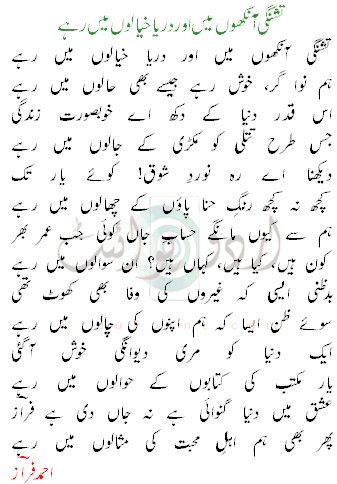 تشنگی آنکھوں میں اور دریا خیالوں میں رہے
تشنگی آنکھوں میں اور دریا خیالوں میں رہے
ہم نوا گر، خوش رہے جیسے بھی حالوں میں رہے
اس قدر دنیا کے دکھ اے خوبصورت زندگی
جس طرح تتلی کو مکڑی کے جالوں میں رہے
دیکھنا اے رہ نوردِ شوق! کوئے یار تک
کچھ نہ کچھ رنگِ حنا پاؤں کے چھالوں میں رہے
ہم سے کیوں مانگے حسابِ جاں کوئی جب عمر بھر
کون ہیں، کیا ہیں، کہاں ہیں؟ ان سوالوں میں رہے
بدظنی ایسی کہ غیروں کی وفا بھی کھوٹ تھی
سوئے ظن ایسا کہ ہم اپنوں کی چالوں میں رہے
ایک دنیا کو مری دیوانگی خوش آ گئی
یار مکتب کی کتابوں کے حوالوں میں رہے
عشق میں دنیا گنوائی ہے نہ جاں دی ہے فرازؔ
پھر بھی ہم اہلِ محبت کی مثالوں میں رہے
احمد فرازؔ